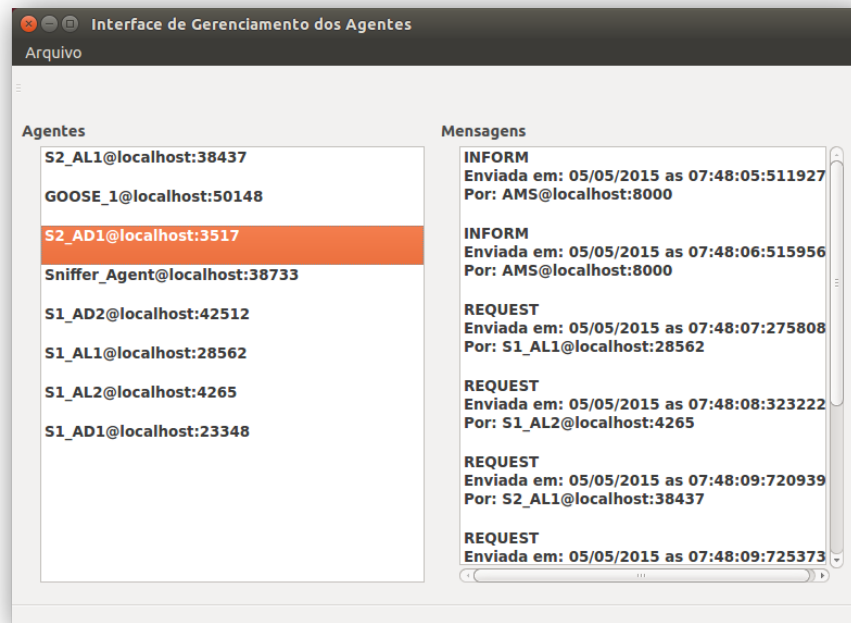 Interface de Gerenciamento dos Agentes
Arquivo
Agentes
S2_AL1@localhost:38437
GOOSE_1@localhost:50148
S2_AD1@localhost:3517
Sniffer_Agent@localhost:38733
S1_AD2@localhost:42512
S1_AL1@localhost:28562
S1_AL2@localhost:4265
S1_AD1@localhost:23348
Mensagens
INFORM
Enviada em: 05/05/2015 as 07:48:05:511927
Por: AMS@localhost:8000
INFORM
Enviada em: 05/05/2015 as 07:48:06:515956
Por: AMS@localhost:8000
REQUEST
Enviada em: 05/05/2015 as 07:48:07:275808
Por: S1_AL1@localhost:28562
REQUEST
Enviada em: 05/05/2015 as 07:48:08:323222
Por: S1_AL2@localhost:4265
REQUEST
Enviada em: 05/05/2015 as 07:48:09:720939
Por: S2_AL1@localhost:38437
REQUEST
Enviada em: 05/05/2015 as 07:48:09:725373